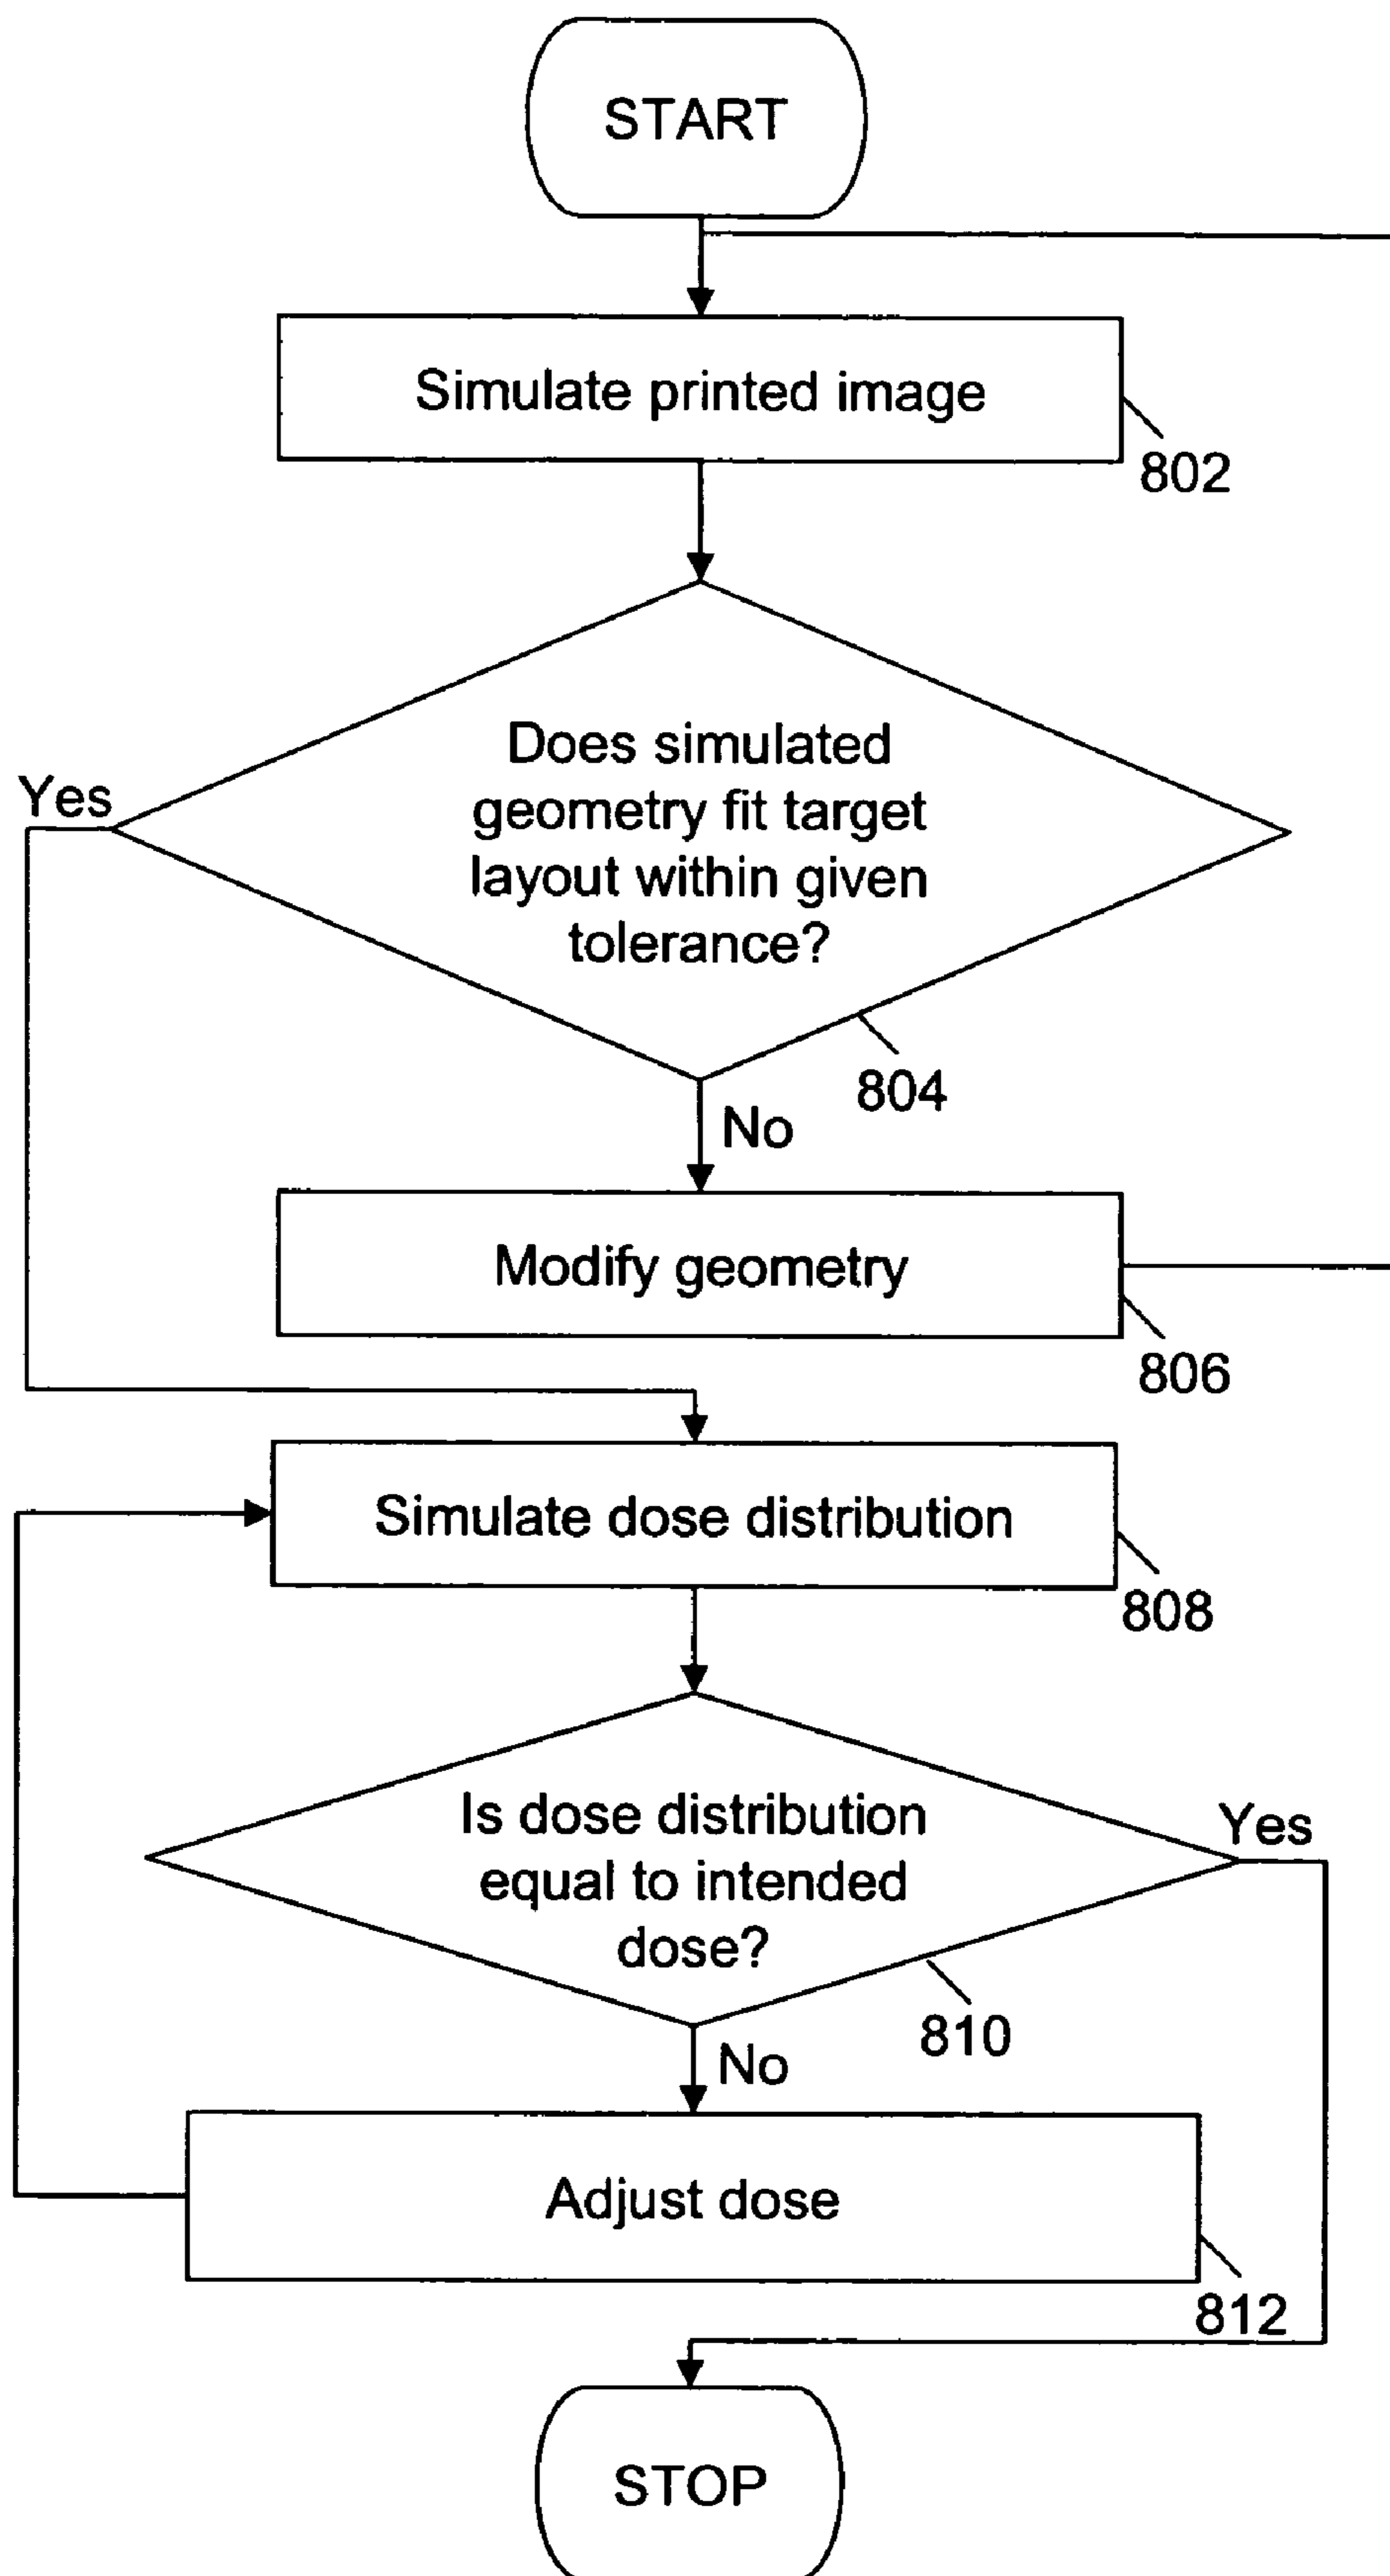 START
Simulate printed image
802
Does simulated
geometry fit target
layout within given
tolerance?
Yes
804
No
Modify geometry
806
Simulate dose distribution
808
Is dose distribution
equal to intended
dose?
Yes
810
No
Adjust dose
812
STOP